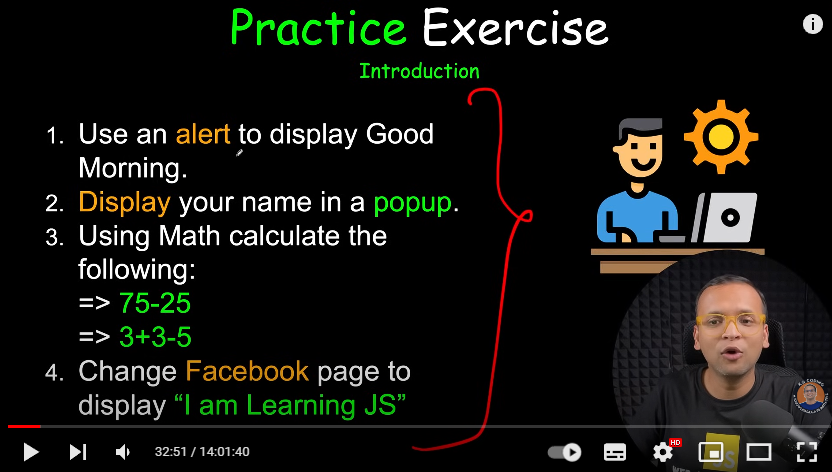 Practice Exercise
Introduction
1. Use an alert to display Good
Morning.
2. Display your name in a popup.
3. Using Math calculate the
following:
=> 75-25
=> 3+3-5
4. Change Facebook page to
display “I am Learning JS”
32:51 / 14:01:40
HD